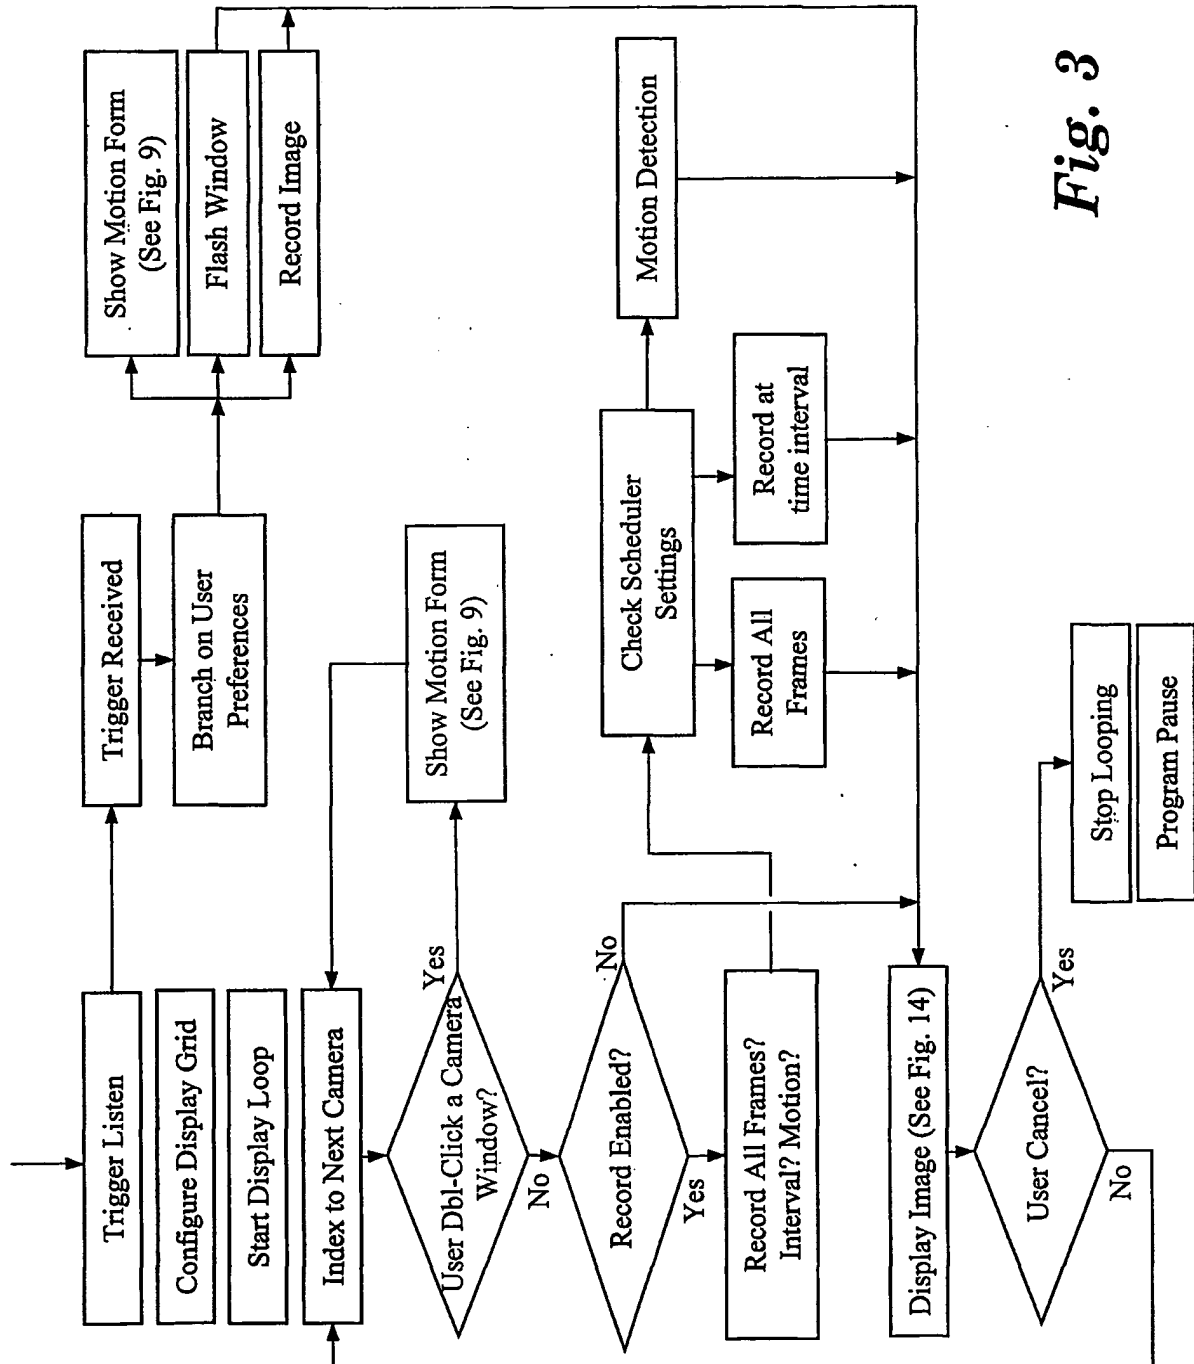 Trigger Listen
Configure Display Grid
Start Display Loop
Index to Next Camera
User Dbl-Click a Camera
Window?
Yes
No
Record Enabled?
No
Yes
Record All Frames?
Interval? Motion?
Display Image (See Fig. 14)
User Cancel?
Yes
No
Trigger Received
Branch on User
Preferences
Show Motion Form
(See Fig. 9)
Check Scheduler
Settings
Record All
Frames
Record at
time interval
Motion Detection
Stop Looping
Program Pause
Show Motion Form
(See Fig. 9)
Flash Window
Record Image
Fig. 3